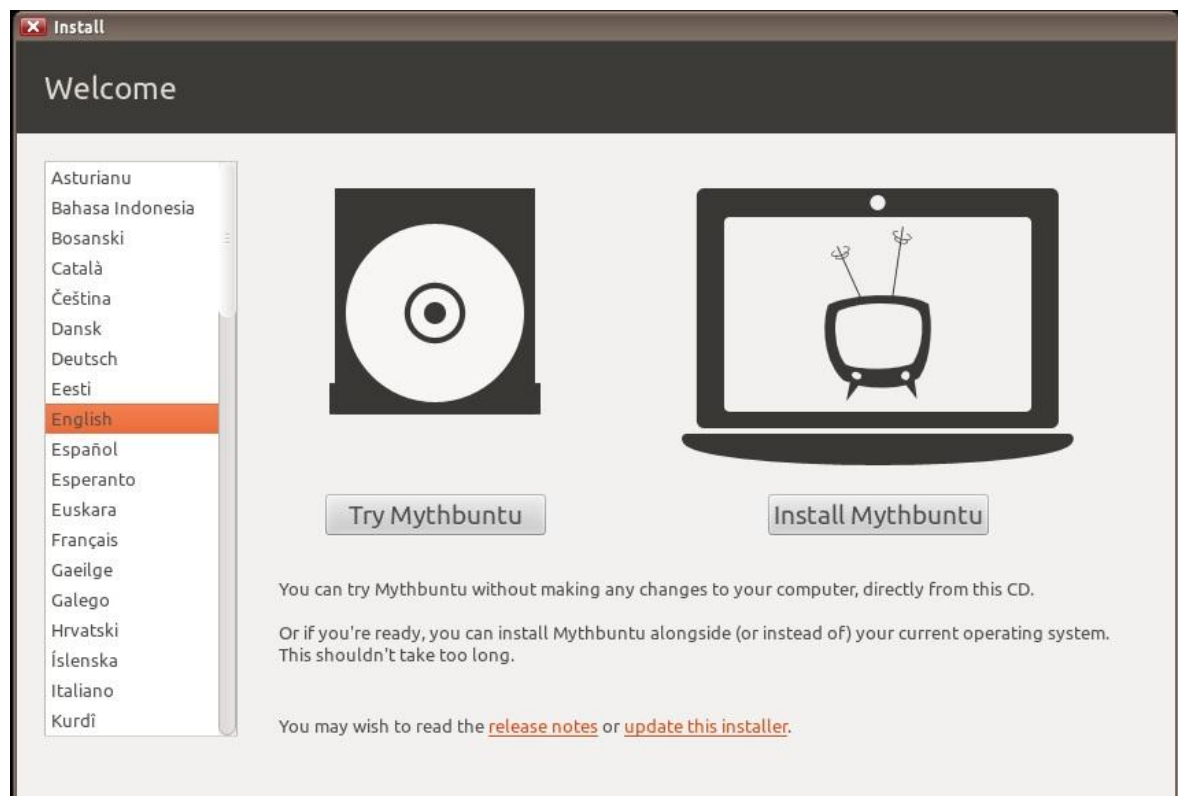 Install
Welcome
Asturianu
Bahasa Indonesia
Bosanski
Català
Čeština
Dansk
Deutsch
Eesti
English
Español
Esperanto
Euskara
Français
Gaeilge
Galego
Hrvatski
Íslenska
Italiano
Kurdî
Try Mythbuntu
Install Mythbuntu
You can try Mythbuntu without making any changes to your computer, directly from this CD.
Or if you're ready, you can install Mythbuntu alongside (or instead of) your current operating system.
This shouldn't take too long.
You may wish to read the release notes or update this installer.